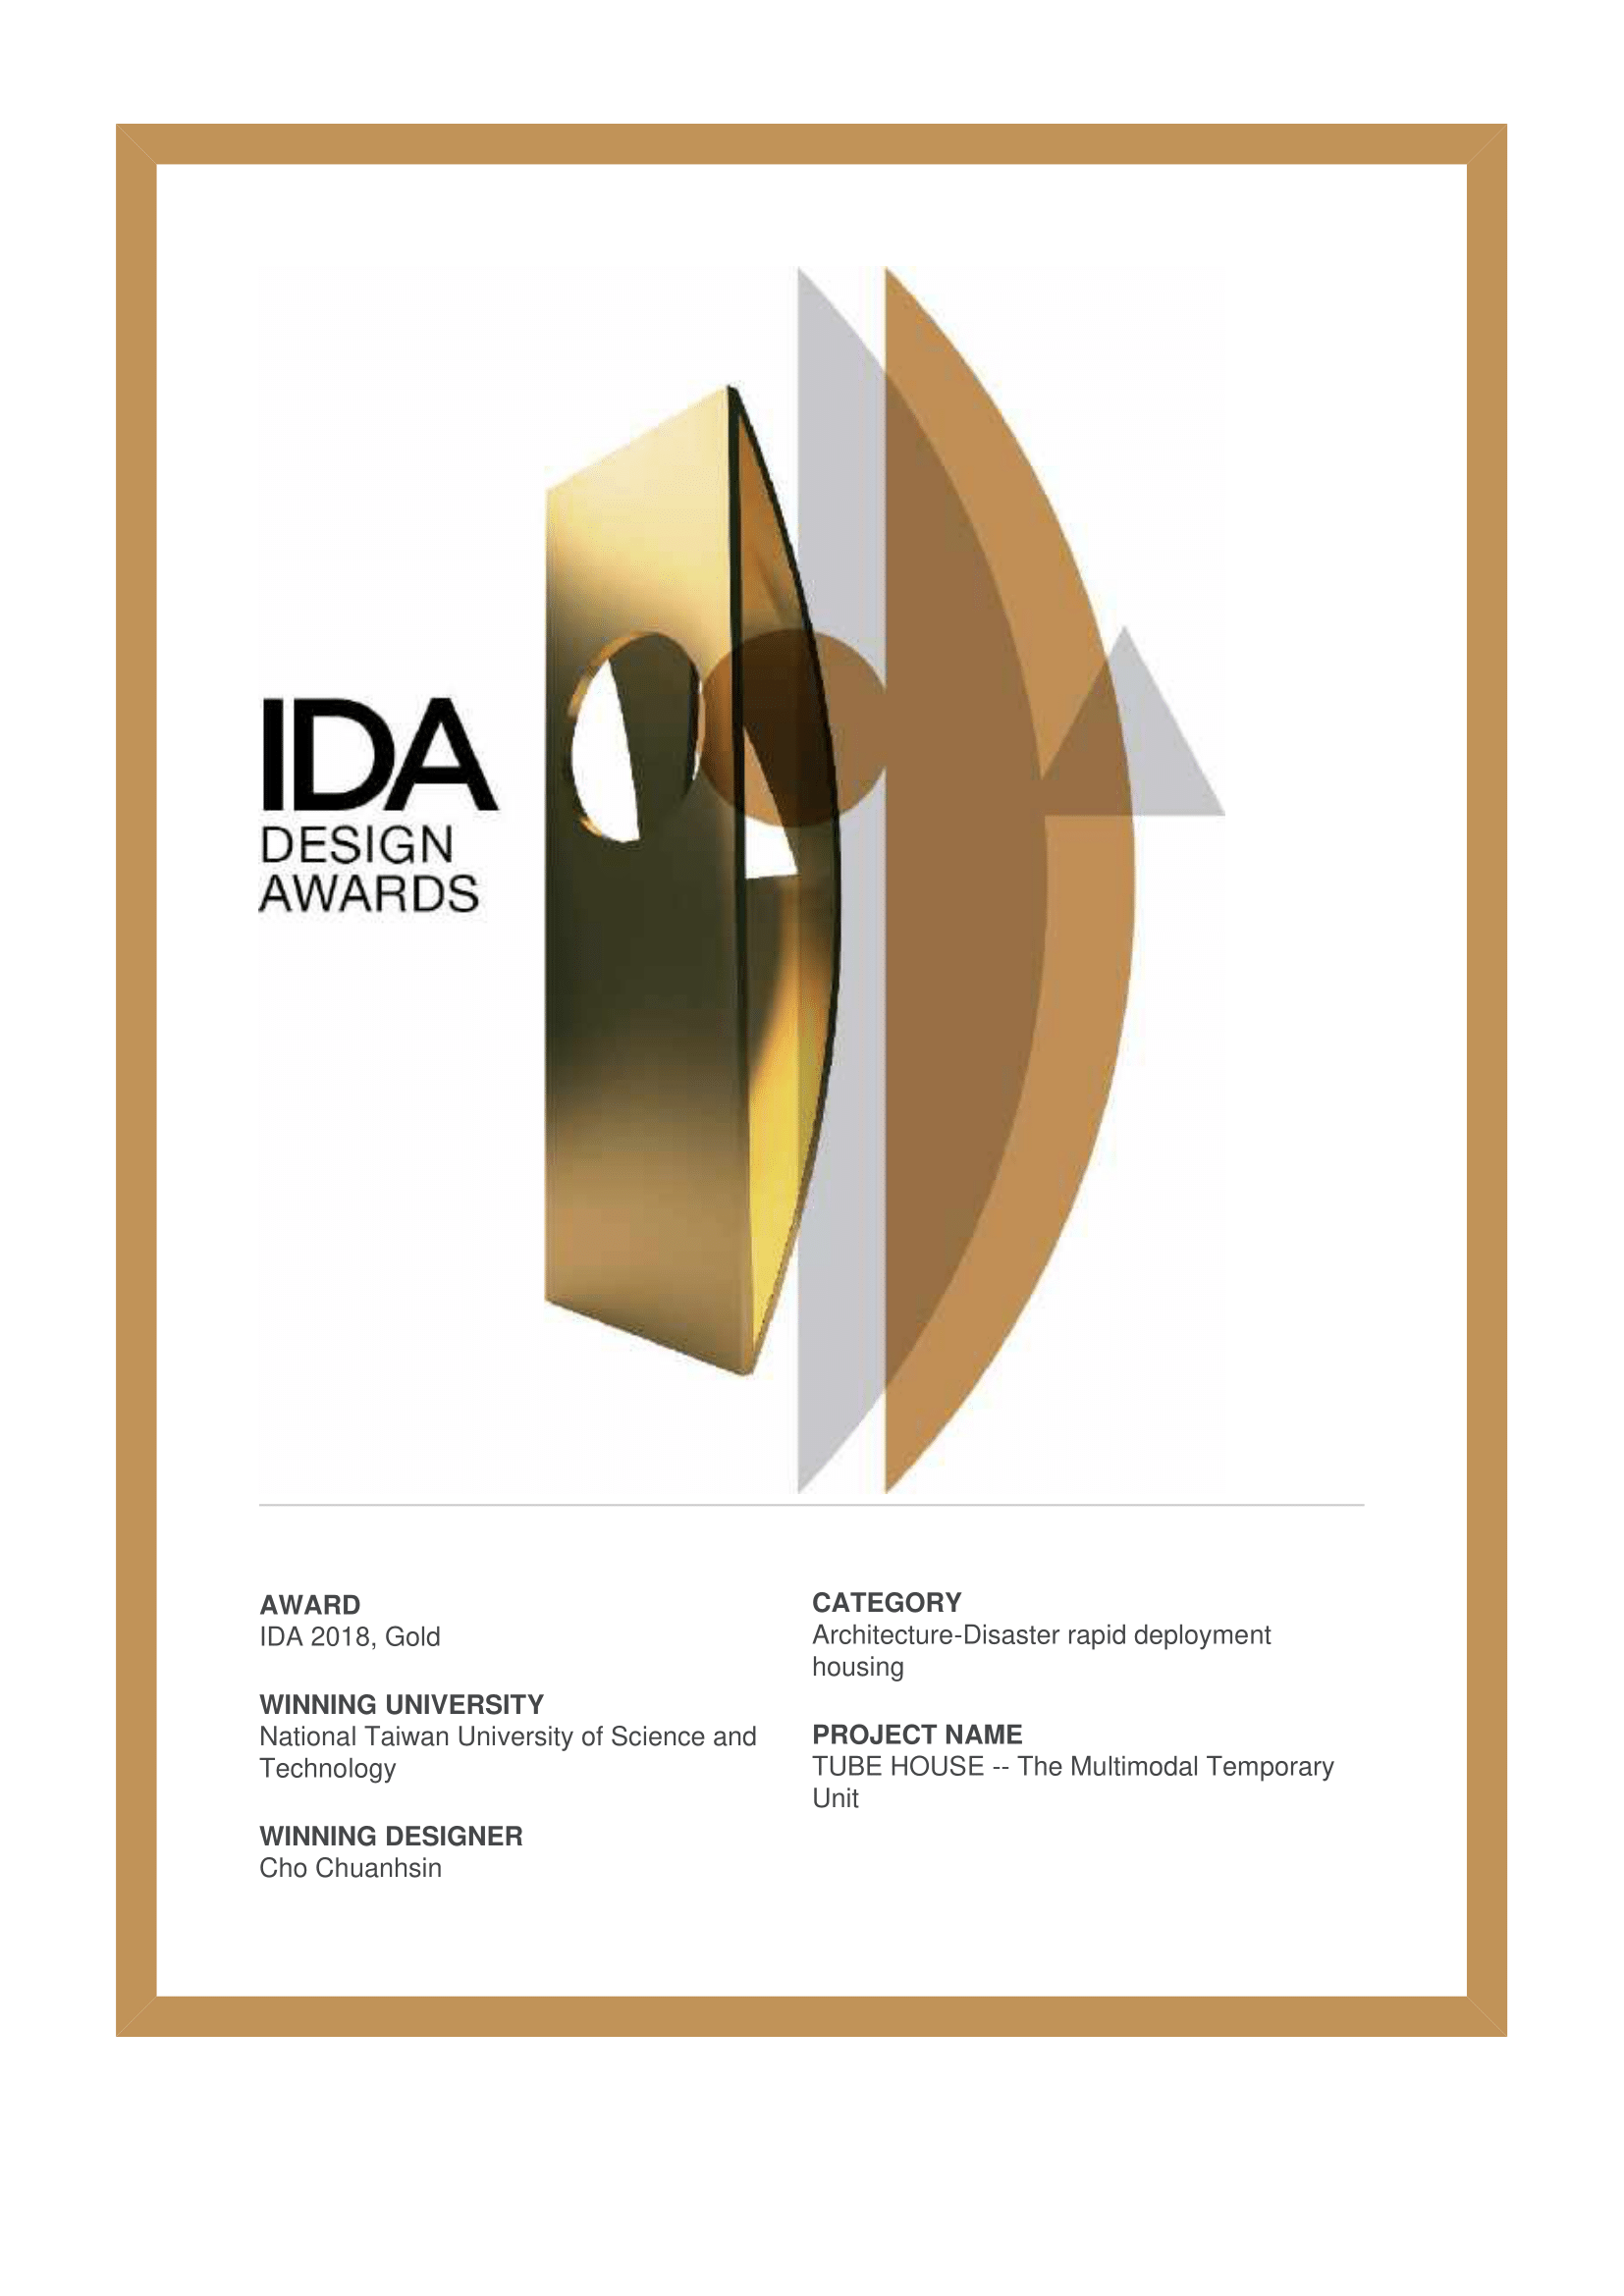 IDA
DESIGN
AWARDS
AWARD
IDA 2018, Gold
WINNING UNIVERSITY
National Taiwan University of Science and
Technology
WINNING DESIGNER
Cho Chuanhsin
CATEGORY
Architecture-Disaster rapid deployment
housing
PROJECT NAME
TUBE HOUSE -- The Multimodal Temporary
Unit